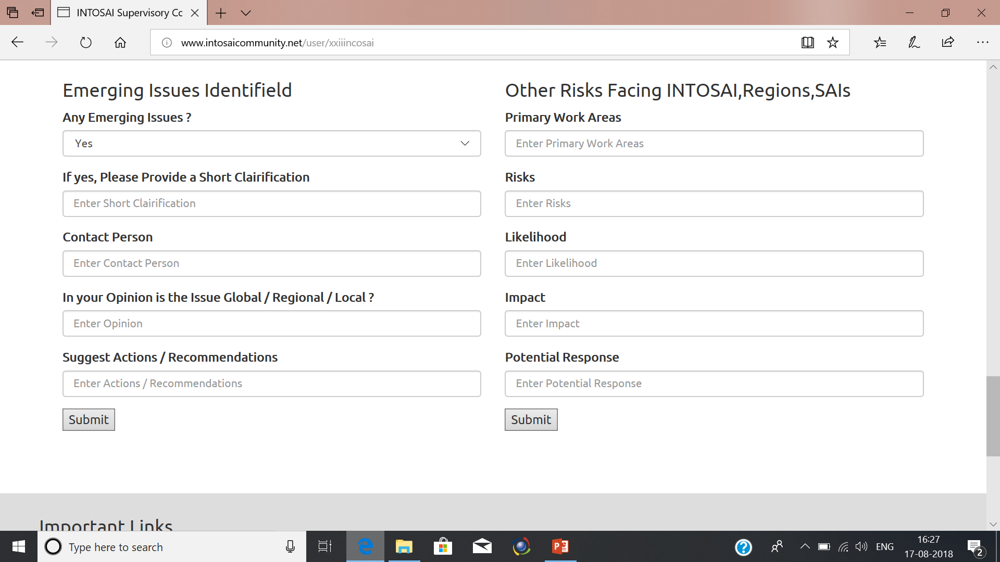 INTOSAI Supervisory Cc
www.intosaicommunity.net/user/xxiiincosai
Emerging Issues Identifield
Any Emerging Issues ?
Yes
If yes, Please Provide a Short Clairification
Enter Short Clairification
Contact Person
Enter Contact Person
In your Opinion is the Issue Global / Regional / Local ?
Enter Opinion
Suggest Actions / Recommendations
Enter Actions / Recommendations
Submit
Other Risks Facing INTOSAI,Regions,SAIs
Primary Work Areas
Enter Primary Work Areas
Risks
Enter Risks
Likelihood
Enter Likelihood
Impact
Enter Impact
Potential Response
Enter Potential Response
Submit
Important Links
Type here to search
ENG
16:27
17-08-2018
2